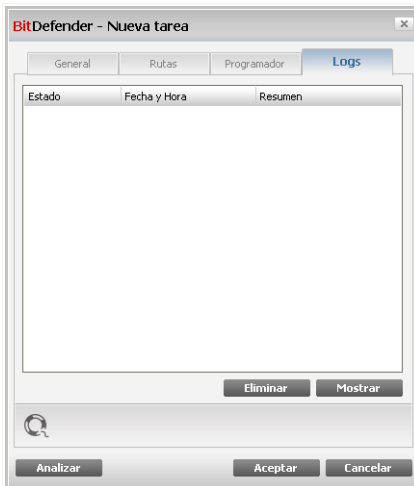 BitDefender - Nueva tarea
General Rutas Programador Logs
Estado Fecha y Hora Resumen
Eliminar Mostrar
Analizar Aceptar Cancelar